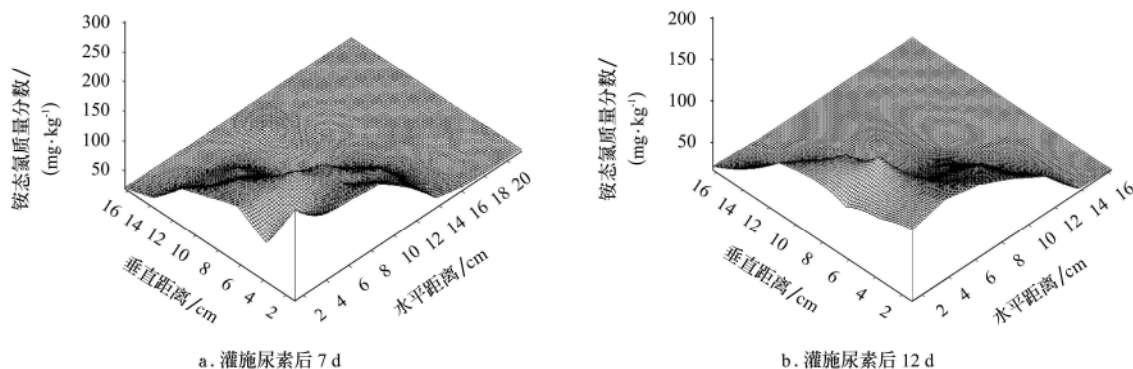 300
250
200
150
100
50
铵态氮质量分数/
(mg·kg⁻¹)
16 14 12 10 8 6 4 2
垂直距离/cm
2 4 6 8 10 12 14 16 18 20
水平距离/cm
a. 灌施尿素后 7 d
200
150
100
50
铵态氮质量分数/
(mg·kg⁻¹)
16 14 12 10 8 6 4 2
垂直距离/cm
2 4 6 8 10 12 14 16
水平距离/cm
b. 灌施尿素后 12 d